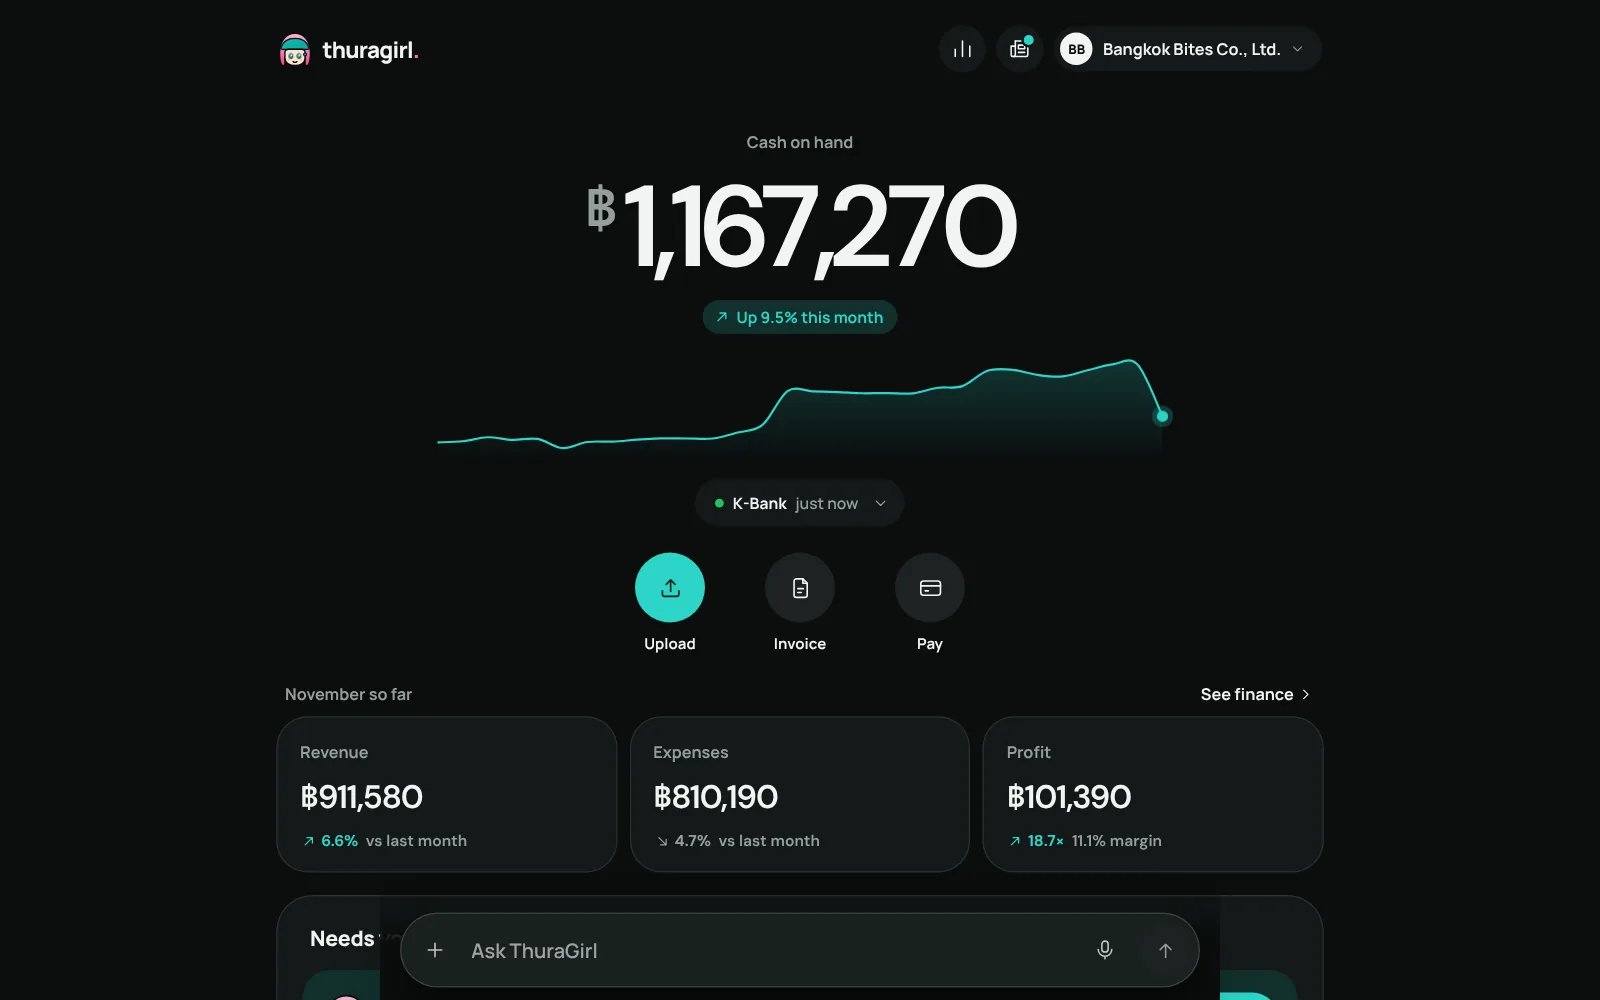 thuragirl.
BB Bangkok Bites Co., Ltd.
Cash on hand
฿1,167,270
Up 9.5% this month
K-Bank just now
Upload
Invoice
Pay
November so far
See finance
Revenue
฿911,580
6.6% vs last month
Expenses
฿810,190
4.7% vs last month
Profit
฿101,390
18.7× 11.1% margin
Needs
Ask ThuraGirl